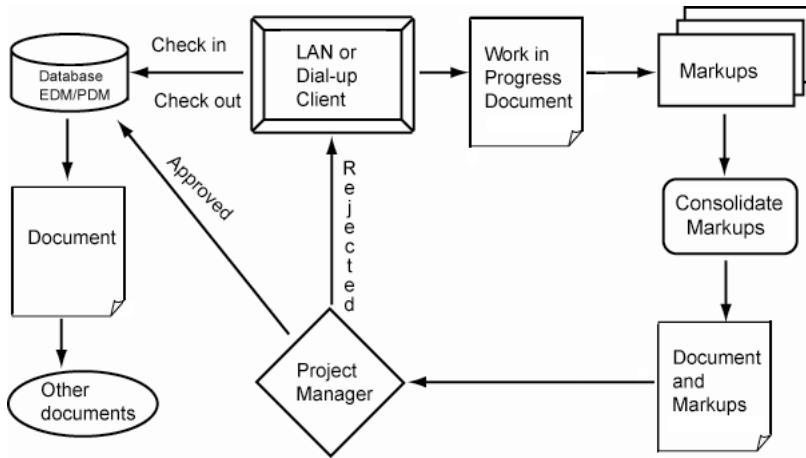 Check in
Check out
Database
EDM/PDM
LAN or
Dial-up
Client
Work in
Progress
Document
Markups
Consolidate
Markups
Document
and
Markups
Project
Manager
Rejected
Approved
Document
Other
documents